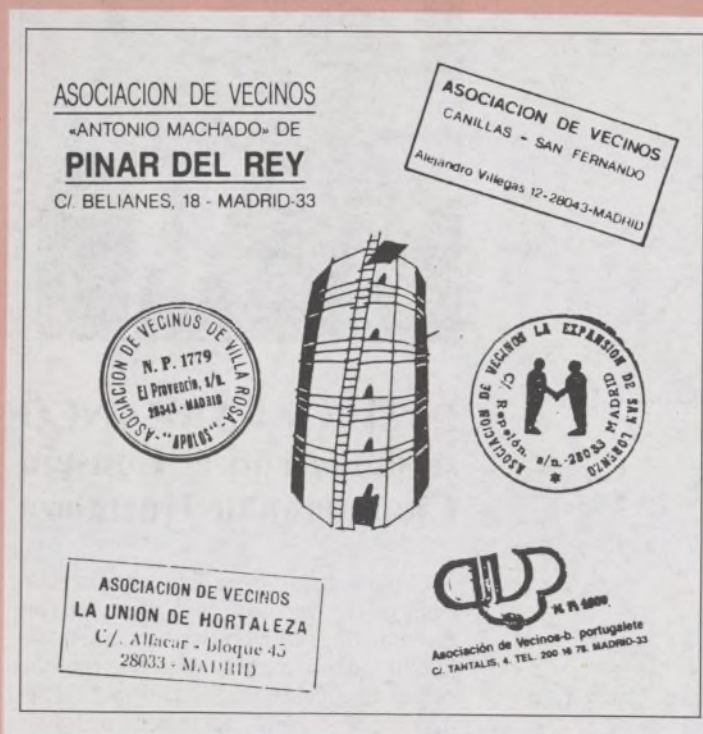 ASOCIACION DE VECINOS
«ANTONIO MACHADO» DE
PINAR DEL REY
C/. BELIANES, 18 - MADRID-33
ASOCIACION DE VECINOS
CANILLAS - SAN FERNANDO
Alejandro Villegas 12-28043-MADRID
ASOCIACION DE VECINOS DE VILLA ROSA
N. P. 1779
El Provencio, s/n.
28043 - MADRID
-"APOLOS"-
ASOCIACION DE VECINOS LA EXPANSION DE SAN LORENZO
C/. Repelón, s/n.-28033 MADRID
*
ASOCIACION DE VECINOS
LA UNION DE HORTALEZA
C/. Alfacar - bloque 45
28033 - MADRID
Asociación de Vecinos-b. portugalete
C/. TANTALIS, 4. TEL. 200 16 78. MADRID-33